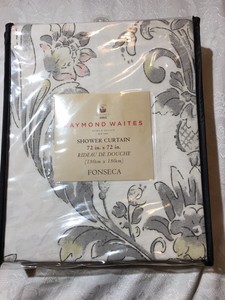 AYMOND WAITES
SHOWER CURTAIN
72 in. x 72 in.
RIDEAU DE DOUCHE
(180cm x 180cm)
FONSECA